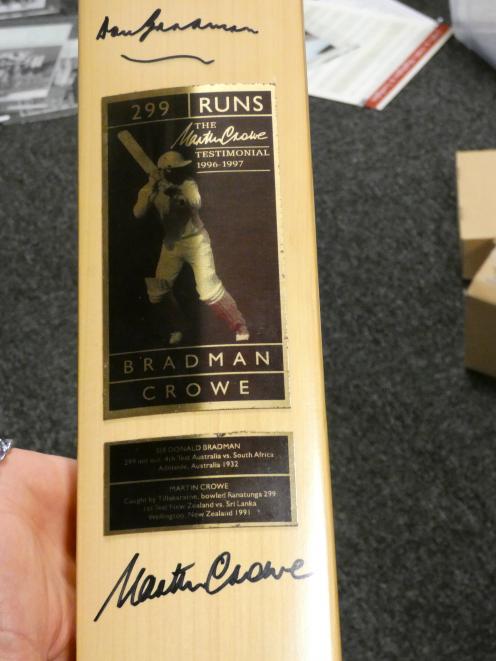 Don Bradman
299 RUNS
THE
Martin Crowe
TESTIMONIAL
1996-1997
BRADMAN
CROWE
SIR DONALD BRADMAN
299 not out, 4th Test Australia vs. South Africa
Adelaide, Australia 1932
MARTIN CROWE
Caught by Tillakaratne, bowled Ranatunga 299
1st Test New Zealand vs. Sri Lanka
Wellington, New Zealand 1991
Martin Crowe